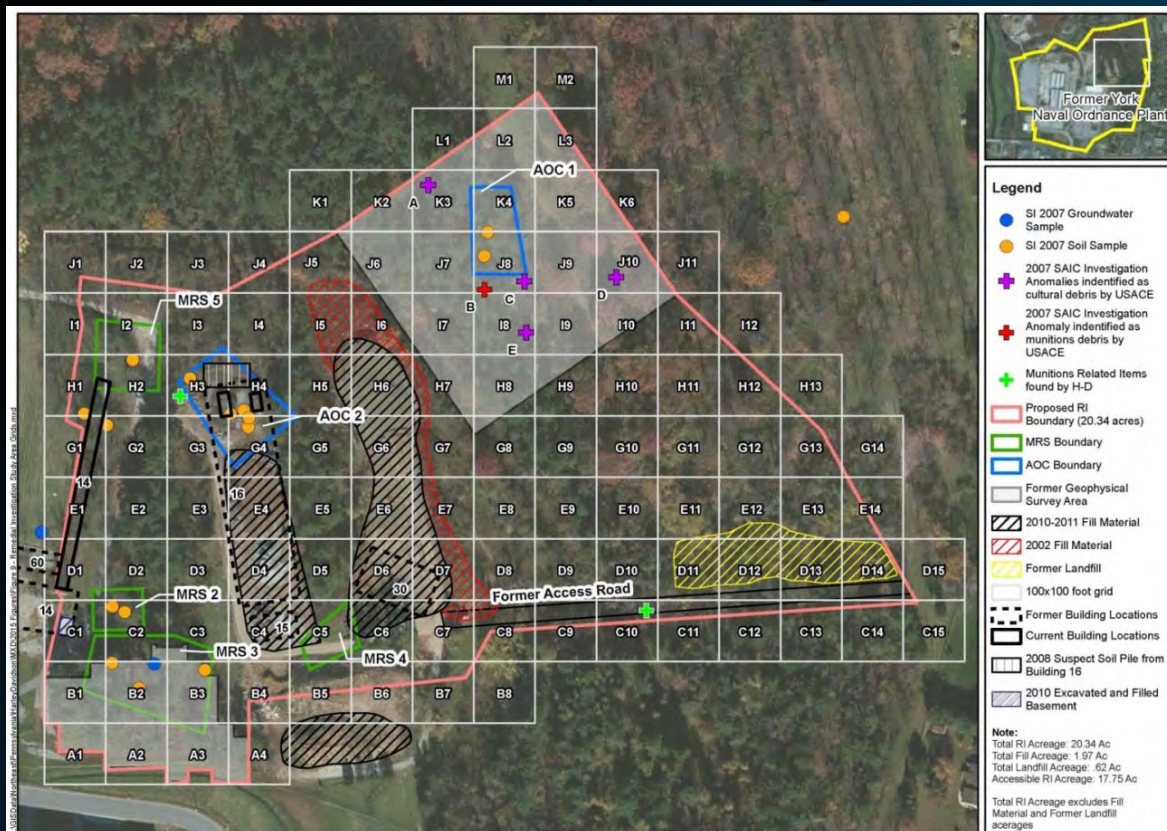 M1 M2
L1 L2 L3
AOC 1
A
K1 K2 K3 K4 K5 K6
J1 J2 J3 J4 J5 J6 J7 J8 J9 J10 J11
MRS 5
B C D
I1 I2 I3 I4 I5 I6 I7 I8 I9 I10 I11 I12
E
H1 H2 H3 H4 H5 H6 H7 H8 H9 H10 H11 H12 H13
AOC 2
G1 G2 G3 G4 G5 G6 G7 G8 G9 G10 G11 G12 G13 G14
14 16
E1 E2 E3 E4 E5 E6 E7 E8 E9 E10 E11 E12 E13 E14
60
D1 D2 D3 D4 D5 D6 D7 D8 D9 D10 D11 D12 D13 D14 D15
30
MRS 2
Former Access Road
14
C1 C2 C3 C4 15 C5 C6 C7 C8 C9 C10 C11 C12 C13 C14 C15
MRS 3
MRS 4
B1 B2 B3 B4 B5 B6 B7 B8
A1 A2 A3 A4
Former York
Naval Ordnance Plant
Legend
SI 2007 Groundwater
Sample
SI 2007 Soil Sample
2007 SAIC Investigation
Anomalies indentified as
cultural debris by USACE
2007 SAIC Investigation
Anomaly indentified as
munitions debris by
USACE
Munitions Related Items
found by H-D
Proposed RI
Boundary (20.34 acres)
MRS Boundary
AOC Boundary
Former Geophysical
Survey Area
2010-2011 Fill Material
2002 Fill Material
Former Landfill
100x100 foot grid
Former Building Locations
Current Building Locations
2008 Suspect Soil Pile from
Building 16
2010 Excavated and Filled
Basement
Note:
Total RI Acreage: 20.34 Ac
Total Fill Acreage: 1.97 Ac
Total Landfill Acreage: .62 Ac
Accessible RI Acreage: 17.75 Ac
Total RI Acreage excludes Fill
Material and Former Landfill
acerages